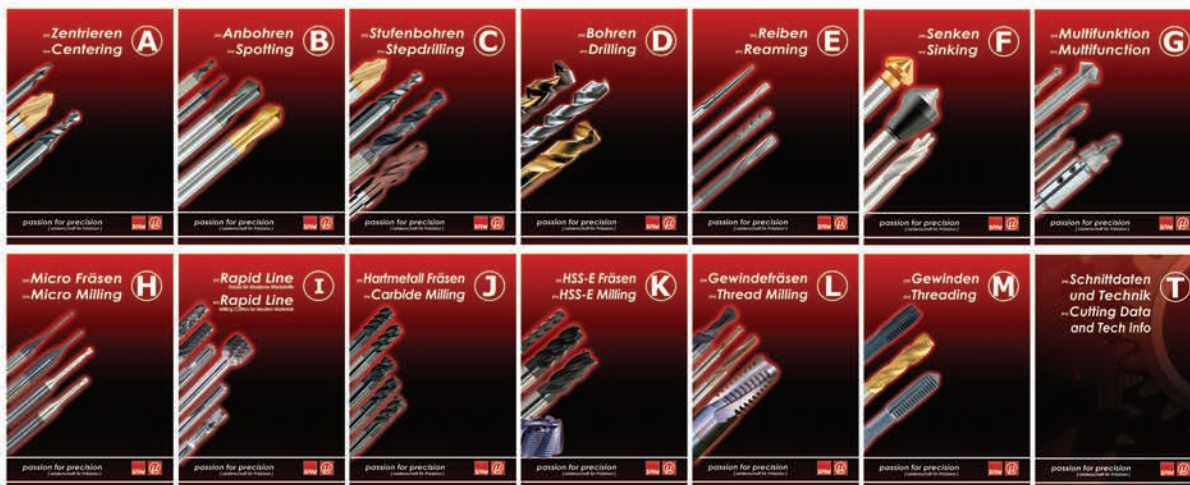 Zentrieren
Centering
A
passion for precision
Anbohren
Spotting
B
passion for precision
Stufenbohren
Stepdrilling
C
passion for precision
Bohren
Drilling
D
passion for precision
Reiben
Reaming
E
passion for precision
Senken
Sinking
F
passion for precision
Multifunktion
Multifunction
G
passion for precision
Micro Fräsen
Micro Milling
H
passion for precision
Rapid Line
Rapid Line
I
passion for precision
Hartmetall Fräsen
Carbide Milling
J
passion for precision
HSS-E Fräsen
HSS-E Milling
K
passion for precision
Gewindefräsen
Thread Milling
L
passion for precision
Gewinden
Threading
M
passion for precision
Schnittdaten
und Technik
Cutting Data
and Tech Info
T
passion for precision